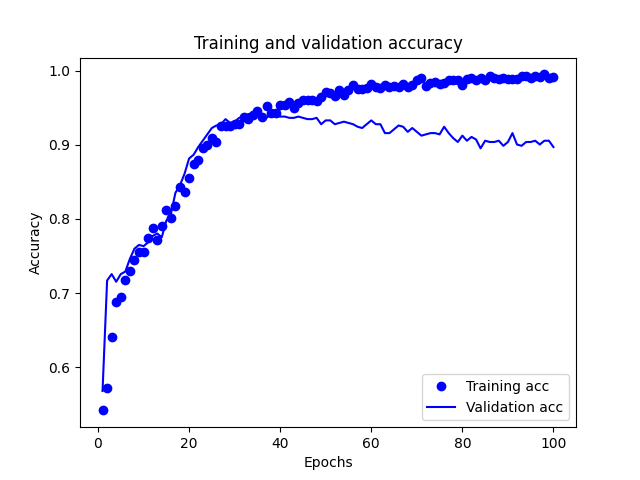 Training and validation accuracy
1.0
0.9
0.8
0.7
0.6
Accuracy
Training acc
Validation acc
0 20 40 60 80 100
Epochs